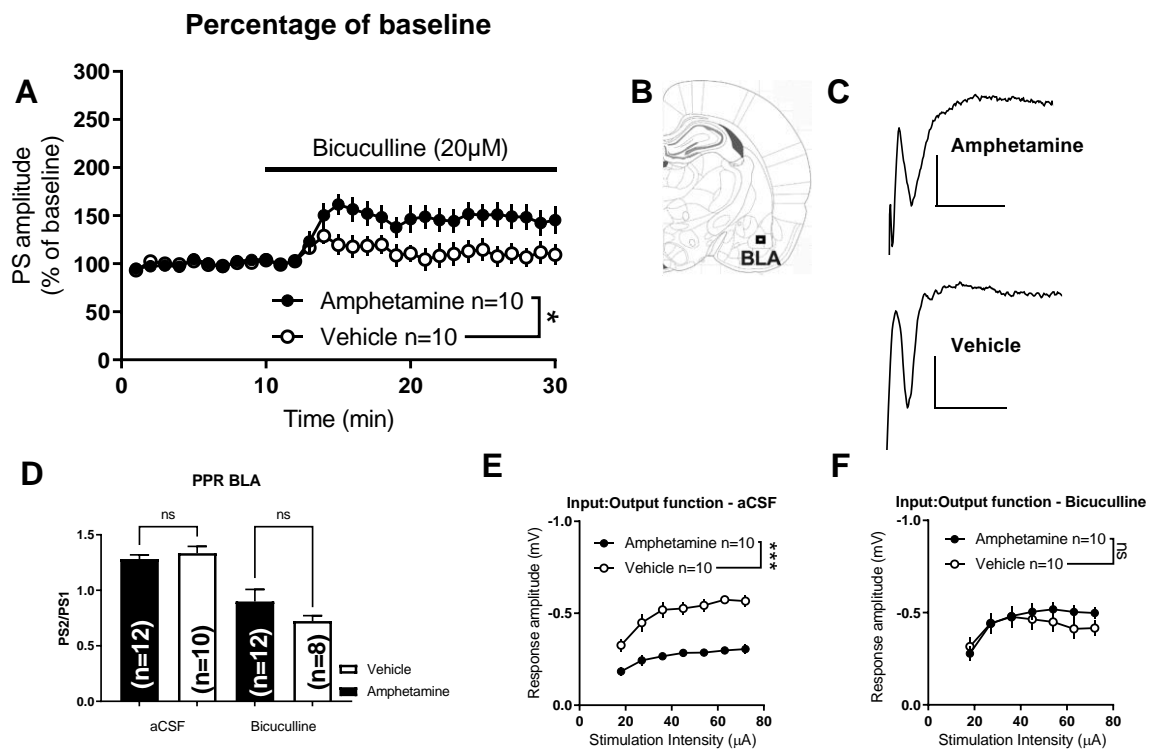 Percentage of baseline
A
300
250
200
150
100
50
0
PS amplitude
(% of baseline)
Bicuculline (20µM)
Amphetamine n=10
Vehicle n=10
*
0
10
20
30
Time (min)
B
BLA
C
Amphetamine
Vehicle
D
PPR BLA
ns
ns
1.5
1.0
0.5
0.0
PS2/PS1
(n=12)
(n=10)
(n=12)
(n=8)
aCSF
Bicuculline
Vehicle
Amphetamine
E
Input:Output function - aCSF
-1.0
-0.5
0.0
Response amplitude (mV)
Amphetamine n=10
Vehicle n=10
***
0
20
40
60
80
Stimulation Intensity (µA)
F
Input:Output function - Bicuculline
-1.0
-0.5
0.0
Response amplitude (mV)
Amphetamine n=10
Vehicle n=10
ns
0
20
40
60
80
Stimulation Intensity (µA)